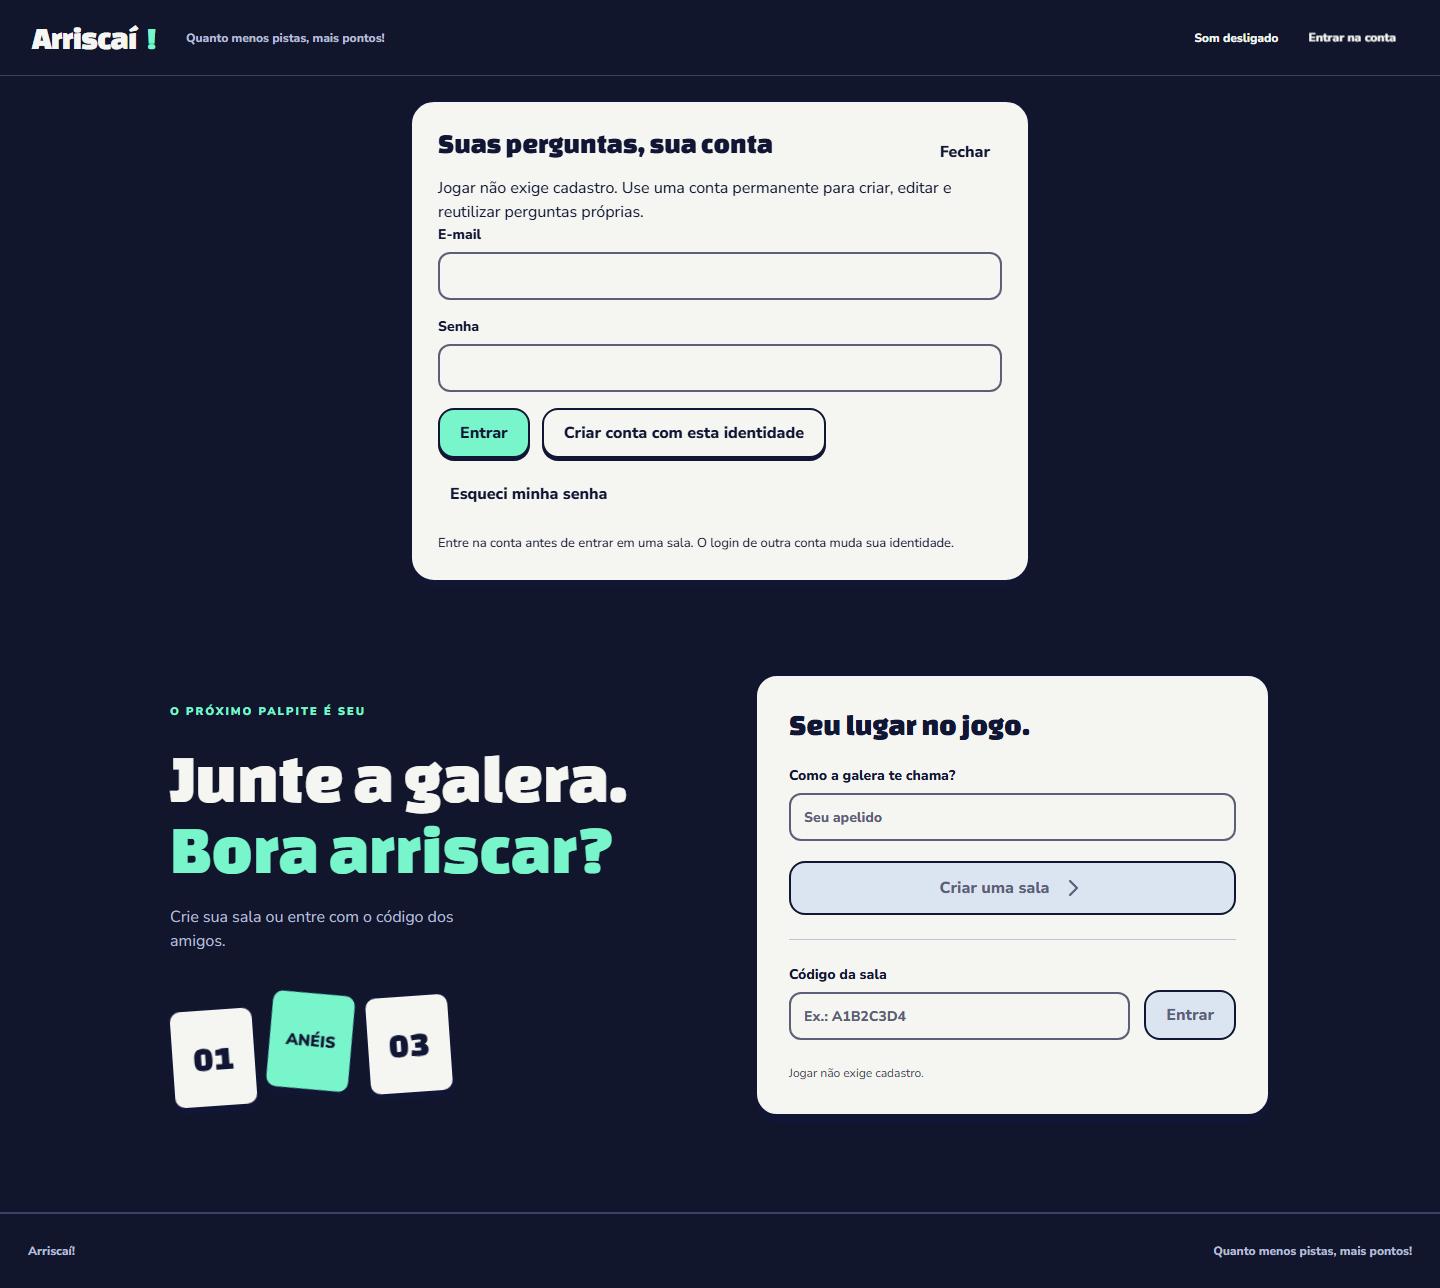 Arriscaí !
Quanto menos pistas, mais pontos!
Som desligado
Entrar na conta
Suas perguntas, sua conta
Fechar
Jogar não exige cadastro. Use uma conta permanente para criar, editar e
reutilizar perguntas próprias.
E-mail
Senha
Entrar
Criar conta com esta identidade
Esqueci minha senha
Entre na conta antes de entrar em uma sala. O login de outra conta muda sua identidade.
O PRÓXIMO PALPITE É SEU
Junte a galera.
Bora arriscar?
Crie sua sala ou entre com o código dos
amigos.
01
ANÉIS
03
Seu lugar no jogo.
Como a galera te chama?
Seu apelido
Criar uma sala
Código da sala
Ex.: A1B2C3D4
Entrar
Jogar não exige cadastro.
Arriscaí!
Quanto menos pistas, mais pontos!